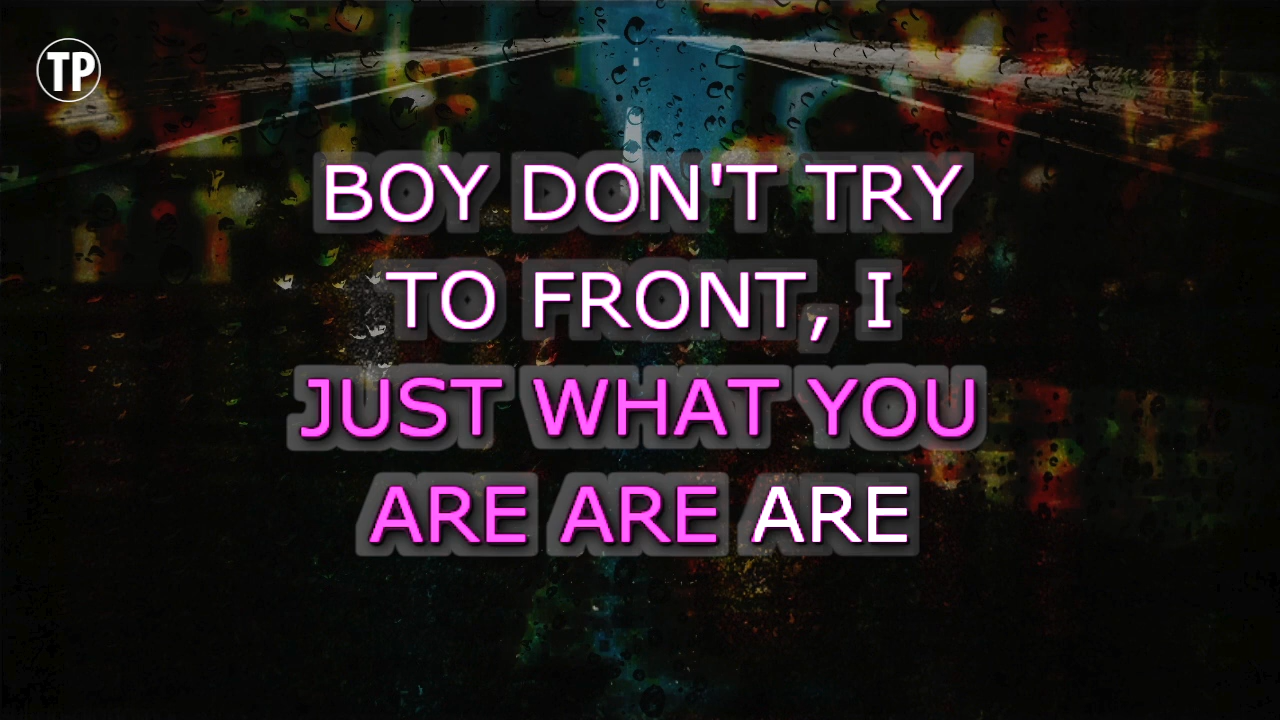 TP
BOY DON'T TRY
TO FRONT, I
JUST WHAT YOU
ARE ARE ARE